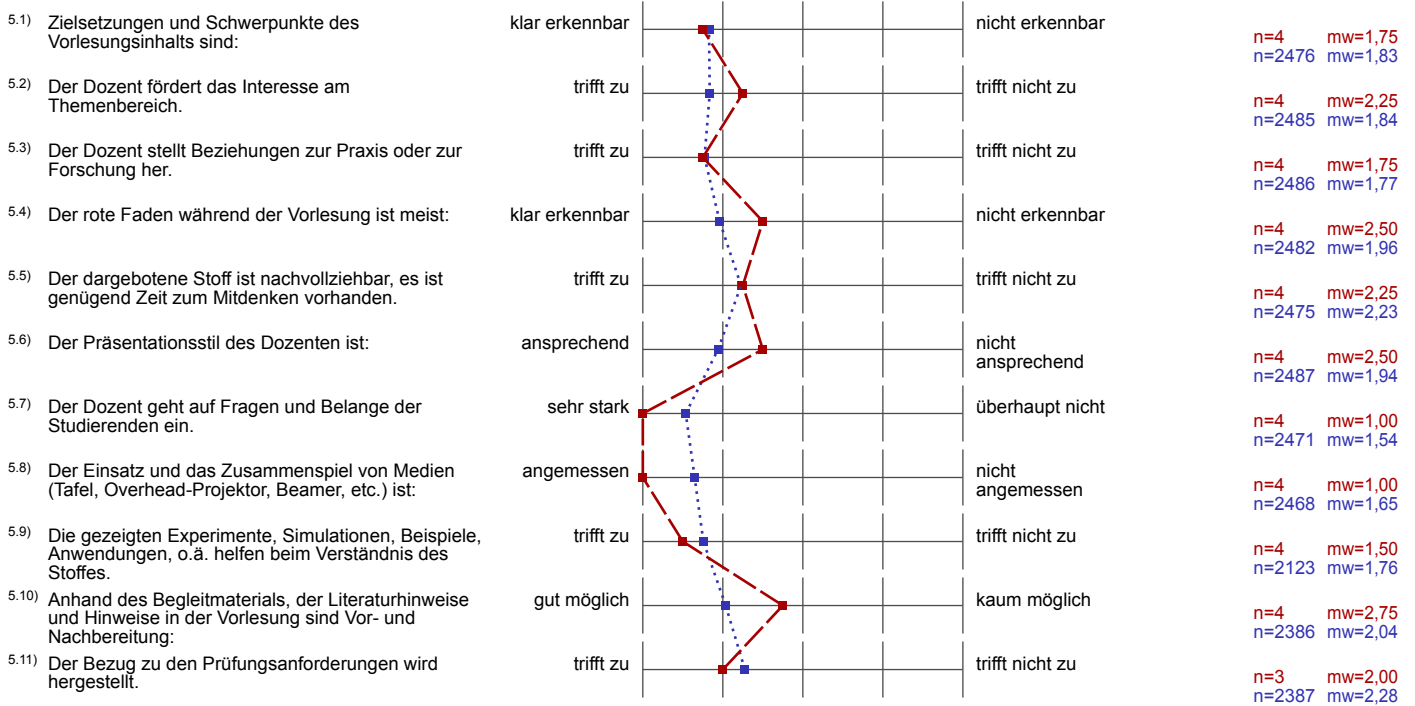 5.1) Zielsetzungen und Schwerpunkte des
Vorlesungsinhalts sind:
klar erkennbar
nicht erkennbar
n=4 mw=1,75
n=2476 mw=1,83
5.2) Der Dozent fördert das Interesse am
Themenbereich.
trifft zu
trifft nicht zu
n=4 mw=2,25
n=2485 mw=1,84
5.3) Der Dozent stellt Beziehungen zur Praxis oder zur
Forschung her.
trifft zu
trifft nicht zu
n=4 mw=1,75
n=2486 mw=1,77
5.4) Der rote Faden während der Vorlesung ist meist:
klar erkennbar
nicht erkennbar
n=4 mw=2,50
n=2482 mw=1,96
5.5) Der dargebotene Stoff ist nachvollziehbar, es ist
genügend Zeit zum Mitdenken vorhanden.
trifft zu
trifft nicht zu
n=4 mw=2,25
n=2475 mw=2,23
5.6) Der Präsentationsstil des Dozenten ist:
ansprechend
nicht
ansprechend
n=4 mw=2,50
n=2487 mw=1,94
5.7) Der Dozent geht auf Fragen und Belange der
Studierenden ein.
sehr stark
überhaupt nicht
n=4 mw=1,00
n=2471 mw=1,54
5.8) Der Einsatz und das Zusammenspiel von Medien
(Tafel, Overhead-Projektor, Beamer, etc.) ist:
angemessen
nicht
angemessen
n=4 mw=1,00
n=2468 mw=1,65
5.9) Die gezeigten Experimente, Simulationen, Beispiele,
Anwendungen, o.ä. helfen beim Verständnis des
Stoffes.
trifft zu
trifft nicht zu
n=4 mw=1,50
n=2123 mw=1,76
5.10) Anhand des Begleitmaterials, der Literaturhinweise
und Hinweise in der Vorlesung sind Vor- und
Nachbereitung:
gut möglich
kaum möglich
n=4 mw=2,75
n=2386 mw=2,04
5.11) Der Bezug zu den Prüfungsanforderungen wird
hergestellt.
trifft zu
trifft nicht zu
n=3 mw=2,00
n=2387 mw=2,28